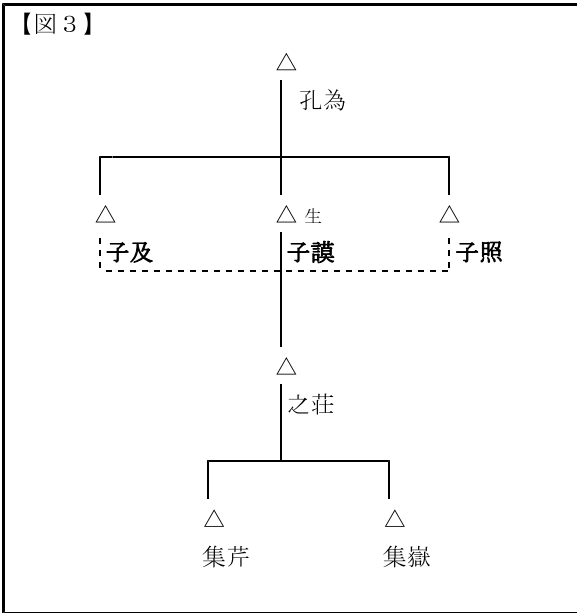 【図３】
△
孔為
△ △生 △
子及 子謨 子照
△
之荘
△ △
集芹 集嶽